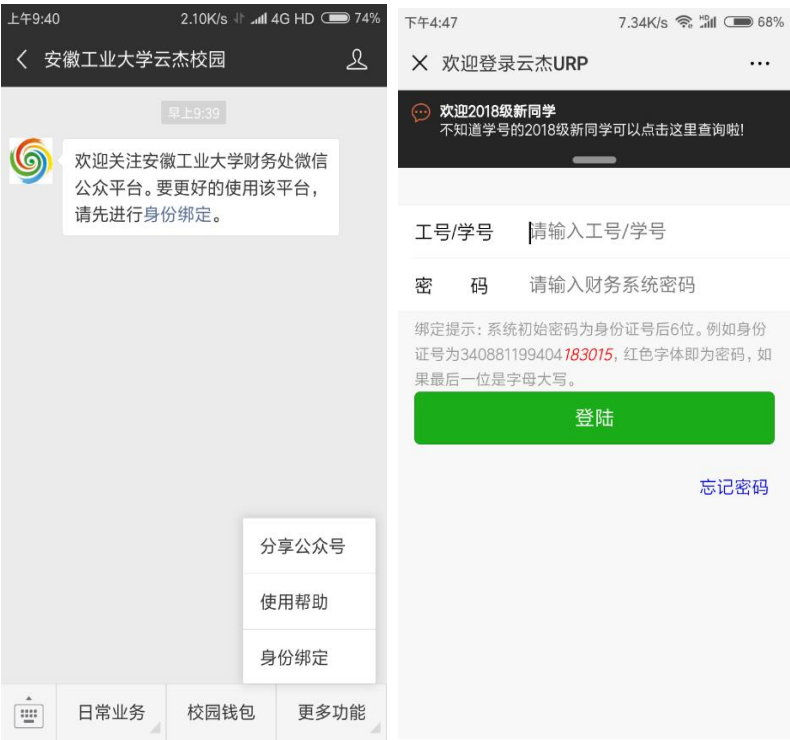 上午9:40
2.10K/s 4G HD 74%
安徽工业大学云杰校园
早上9:39
欢迎关注安徽工业大学财务处微信
公众平台。要更好的使用该平台，
请先进行身份绑定。
分享公众号
使用帮助
身份绑定
日常业务
校园钱包
更多功能
下午4:47
7.34K/s HD 68%
欢迎登录云杰URP
欢迎2018级新同学
不知道学号的2018级新同学可以点击这里查询啦!
工号/学号 请输入工号/学号
密 码 请输入财务系统密码
绑定提示：系统初始密码为身份证号后6位。例如身份
证号为340881199404183015，红色字体即为密码，如
果最后一位是字母大写。
登陆
忘记密码